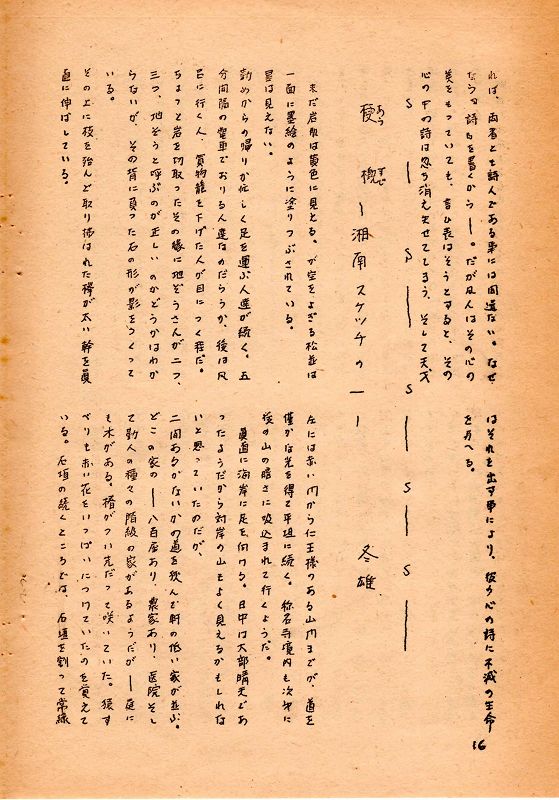 れば、両者とも詩人である事には間違ない。なぜ
なら詩を書くから――。だが凡人はその心の
美をもっていても、言ひ表はそうとすると、その
心の中の詩は忽ち消え失せてしまう、そして天才
はそれを出す事により、彼の心の詩に不滅の生命
を与へる。
S ― S ― S ― S ― S ―
稜
―湘南スケッチの一―
冬雄
まだ岩肌は黄色に見える。が空をよぎる松並は
一面に墨絵のように塗りつぶされている。
星は見えない。
勤めからの帰りか忙しく足を運ぶ人達が続く。五
分間隔の電車でおりる人達なのだらうか、後は凡
呂に行く人、買物籠を下げた人が目につく程だ。
ちょっと岩を切取ったその縁に地ぞうさんが二つ、
三つ、地ぞうと呼ぶのが正しいのかどうかはわか
らないが、その背に負った石の形が影をつくって
いる。
その上に枝を殆んど取り払はれた欅が太い幹を真
直に伸ばしている。
左には赤い門から仁王様のある山門までが、道を
僅かな光を得て平坦に続く。称名寺境内も次第に
後の山の暗さに吸込まれて行くようだ。
真直に海岸に足を向ける。日中は大部晴天であ
ったようだから対岸の山もよく見えるかもしれな
いと思っていたのだが、
二間あるかないかの道を挟んで軒の低い家が並ぶ。
どこの家の――八百屋あり、農家あり、医院そし
て勤人の種々の階級の家があるようだが――庭に
も木がある。椿がつい先だって咲いていた。
べりも赤い花をいっぱいにつけていたのを覚えて
いる。石垣の続くところでは、石垣を割って常緑
16